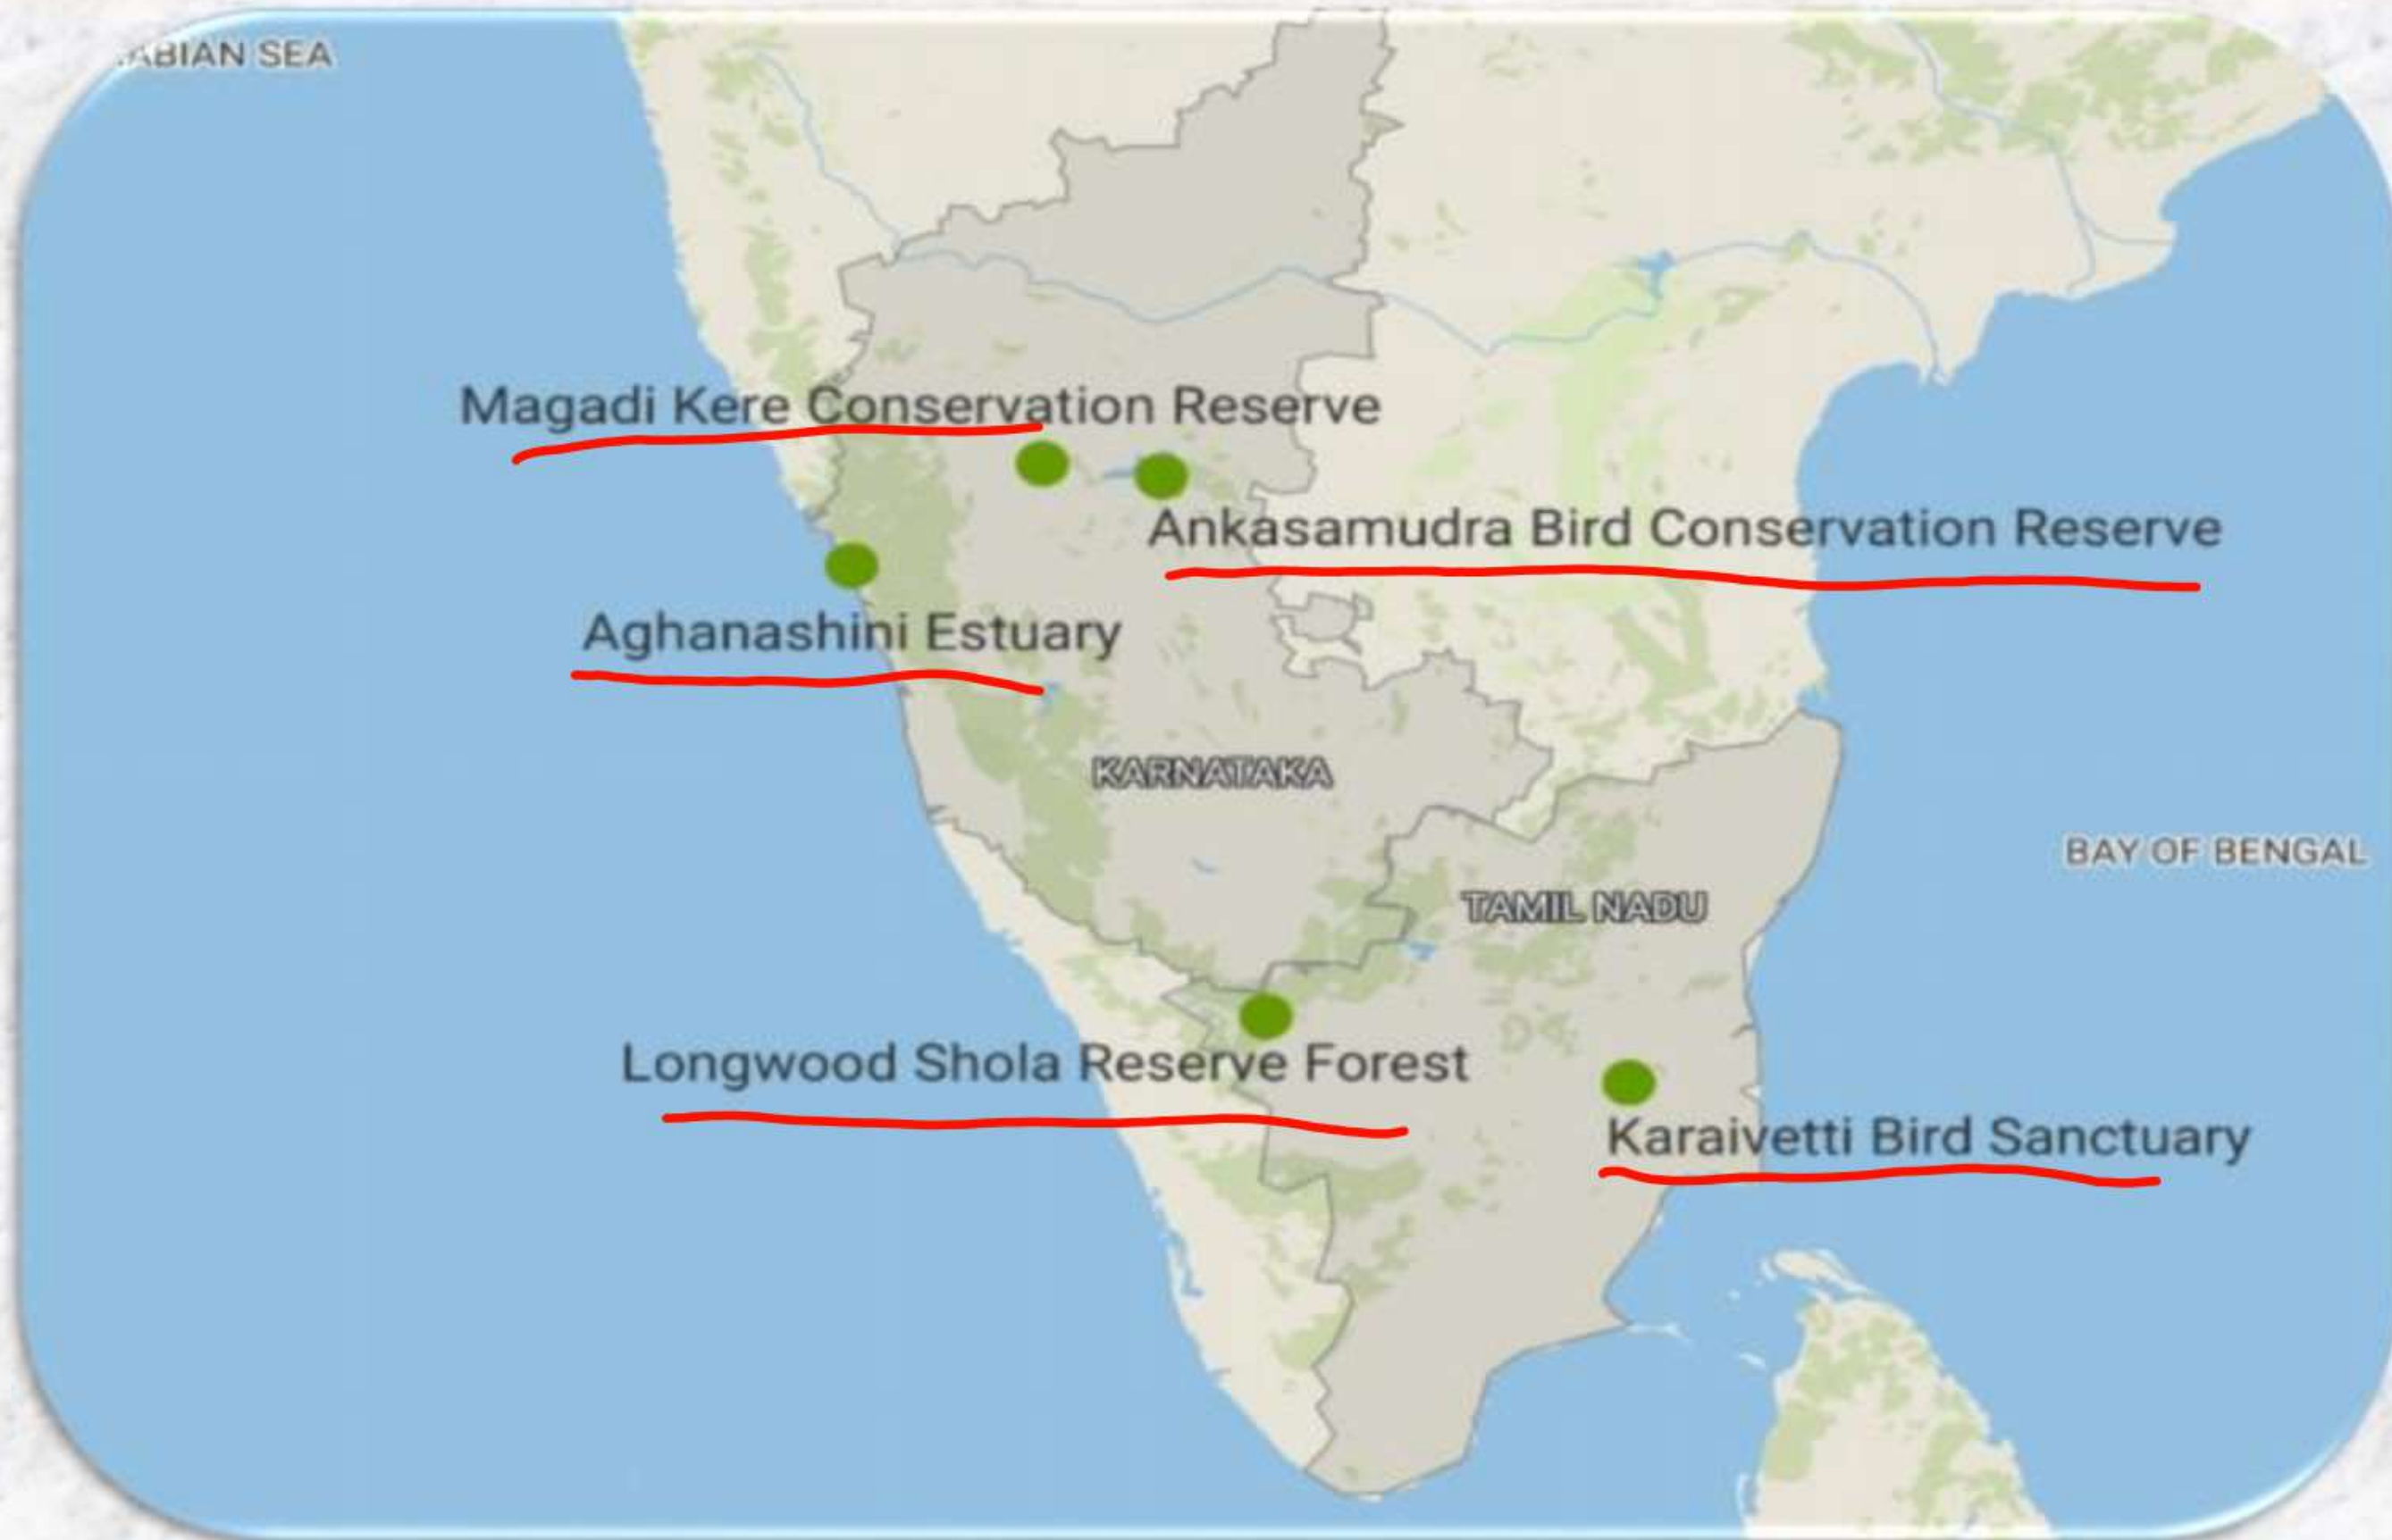 ABIAN SEA
Magadi Kere Conservation Reserve
Ankasamudra Bird Conservation Reserve
Aghanashini Estuary
KARNATAKA
BAY OF BENGAL
TAMIL NADU
Longwood Shola Reserve Forest
Karaivetti Bird Sanctuary